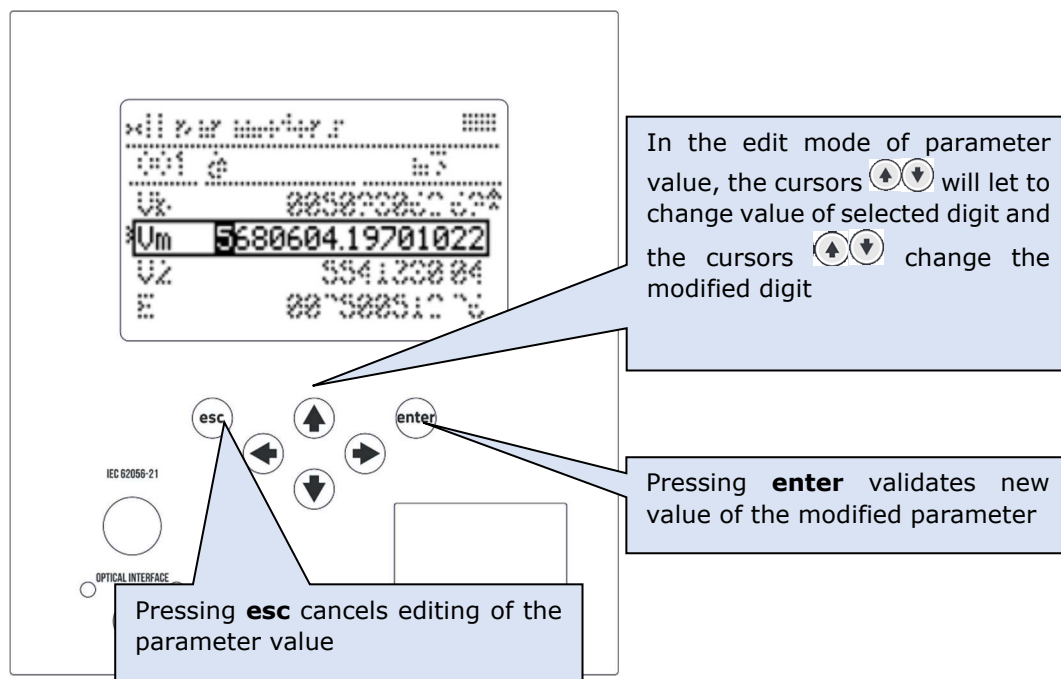 Vm 5680604.19701022
In the edit mode of parameter
value, the cursors will let to
change value of selected digit and
the cursors change the
modified digit
esc
enter
IEC 62056-21
Pressing enter validates new
value of the modified parameter
OPTICAL INTERFACE
Pressing esc cancels editing of the
parameter value